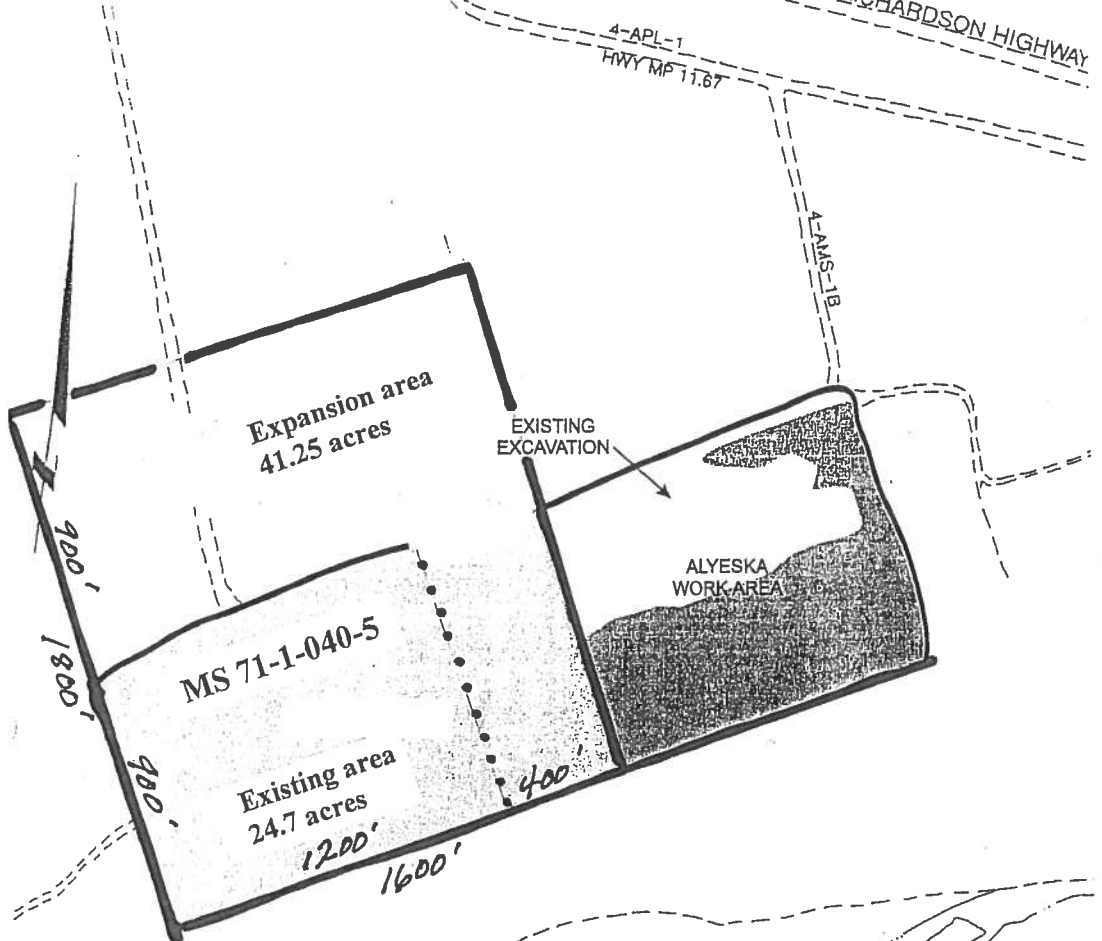 RICHARDSON HIGHWAY
4-APL-1
HWY MP 11.67
4-AMS-1B
Expansion area
41.25 acres
EXISTING
EXCAVATION
900'
ALYESKA
WORK AREA
MS 71-1-040-5
1800'
900'
Existing area
24.7 acres
400'
1200'
1600'